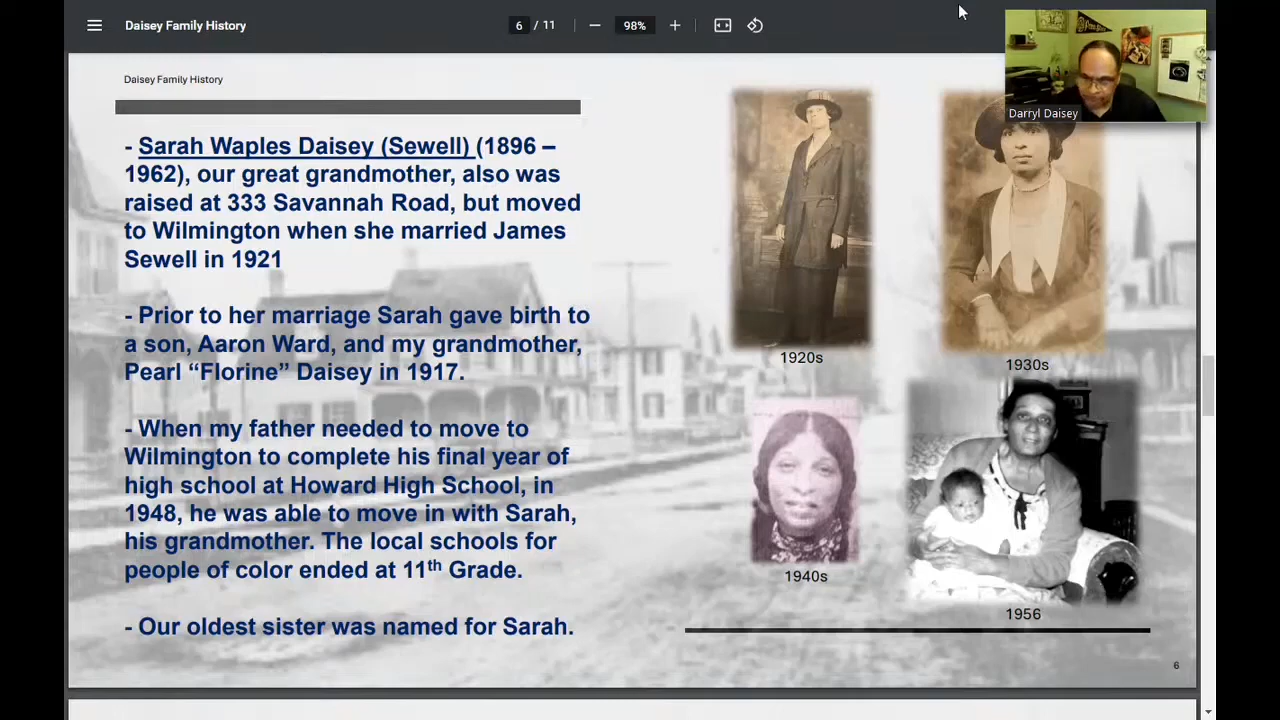 Daisey Family History
6 / 11
98%
Darryl Daisey
Daisey Family History
- Sarah Waples Daisey (Sewell) (1896 –
1962), our great grandmother, also was
raised at 333 Savannah Road, but moved
to Wilmington when she married James
Sewell in 1921
- Prior to her marriage Sarah gave birth to
a son, Aaron Ward, and my grandmother,
Pearl “Florine” Daisey in 1917.
- When my father needed to move to
Wilmington to complete his final year of
high school at Howard High School, in
1948, he was able to move in with Sarah,
his grandmother. The local schools for
people of color ended at 11th Grade.
- Our oldest sister was named for Sarah.
1920s
1930s
1940s
1956
6